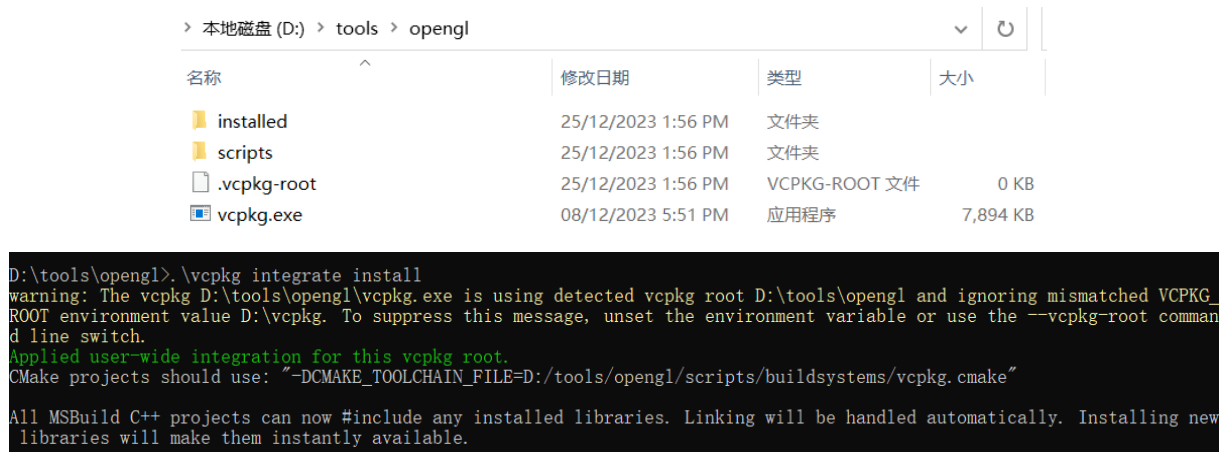 本地磁盘 (D:) > tools > opengl
名称 修改日期 类型 大小
installed 25/12/2023 1:56 PM 文件夹
scripts 25/12/2023 1:56 PM 文件夹
.vcpkg-root 25/12/2023 1:56 PM VCPKG-ROOT 文件 0 KB
vcpkg.exe 08/12/2023 5:51 PM 应用程序 7,894 KB
D:\tools\opengl>.\vcpkg integrate install
warning: The vcpkg D:\tools\opengl\vcpkg.exe is using detected vcpkg root D:\tools\opengl and ignoring mismatched VCPKG_
ROOT environment value D:\vcpkg. To suppress this message, unset the environment variable or use the --vcpkg-root comman
d line switch.
Applied user-wide integration for this vcpkg root.
CMake projects should use: "-DCMAKE_TOOLCHAIN_FILE=D:/tools/opengl/scripts/buildsystems/vcpkg.cmake"
All MSBuild C++ projects can now #include any installed libraries. Linking will be handled automatically. Installing new
libraries will make them instantly available.